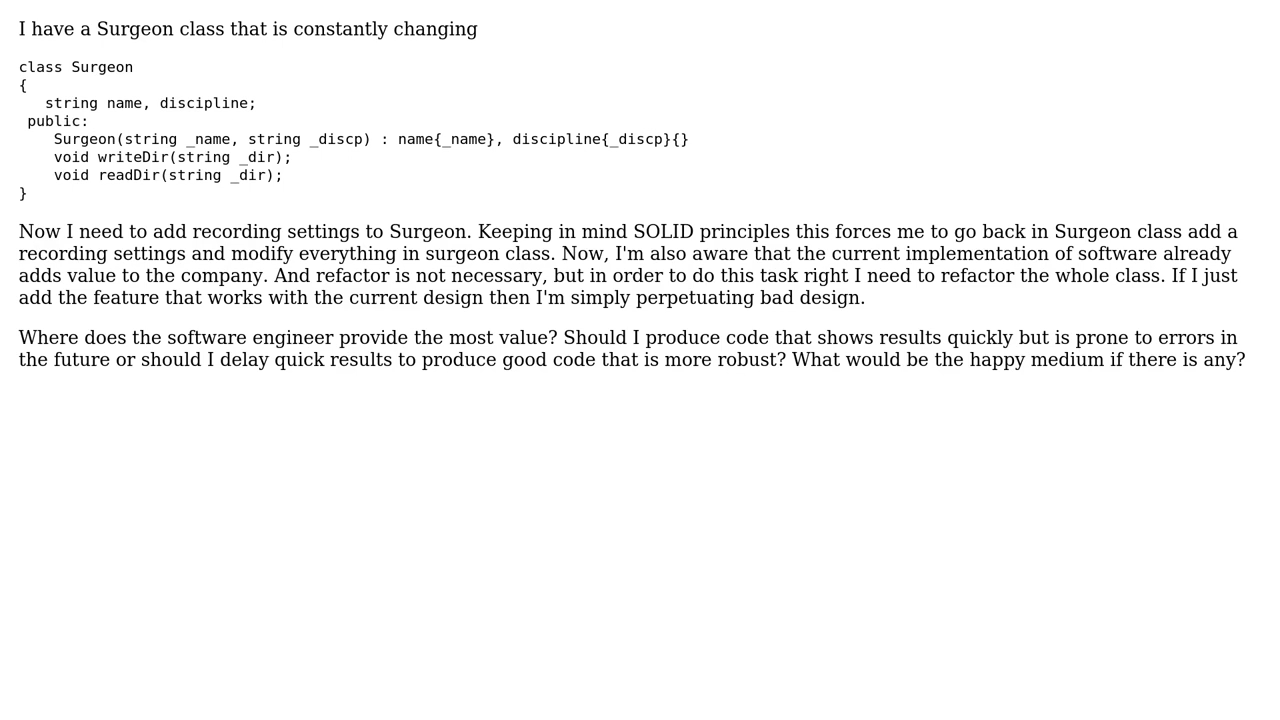 I have a Surgeon class that is constantly changing
class Surgeon
{
   string name, discipline;
 public:
    Surgeon(string _name, string _discp) : name{_name}, discipline{_discp}{}
    void writeDir(string _dir);
    void readDir(string _dir);
}
Now I need to add recording settings to Surgeon. Keeping in mind SOLID principles this forces me to go back in Surgeon class add a
recording settings and modify everything in surgeon class. Now, I'm also aware that the current implementation of software already
adds value to the company. And refactor is not necessary, but in order to do this task right I need to refactor the whole class. If I just
add the feature that works with the current design then I'm simply perpetuating bad design.
Where does the software engineer provide the most value? Should I produce code that shows results quickly but is prone to errors in
the future or should I delay quick results to produce good code that is more robust? What would be the happy medium if there is any?